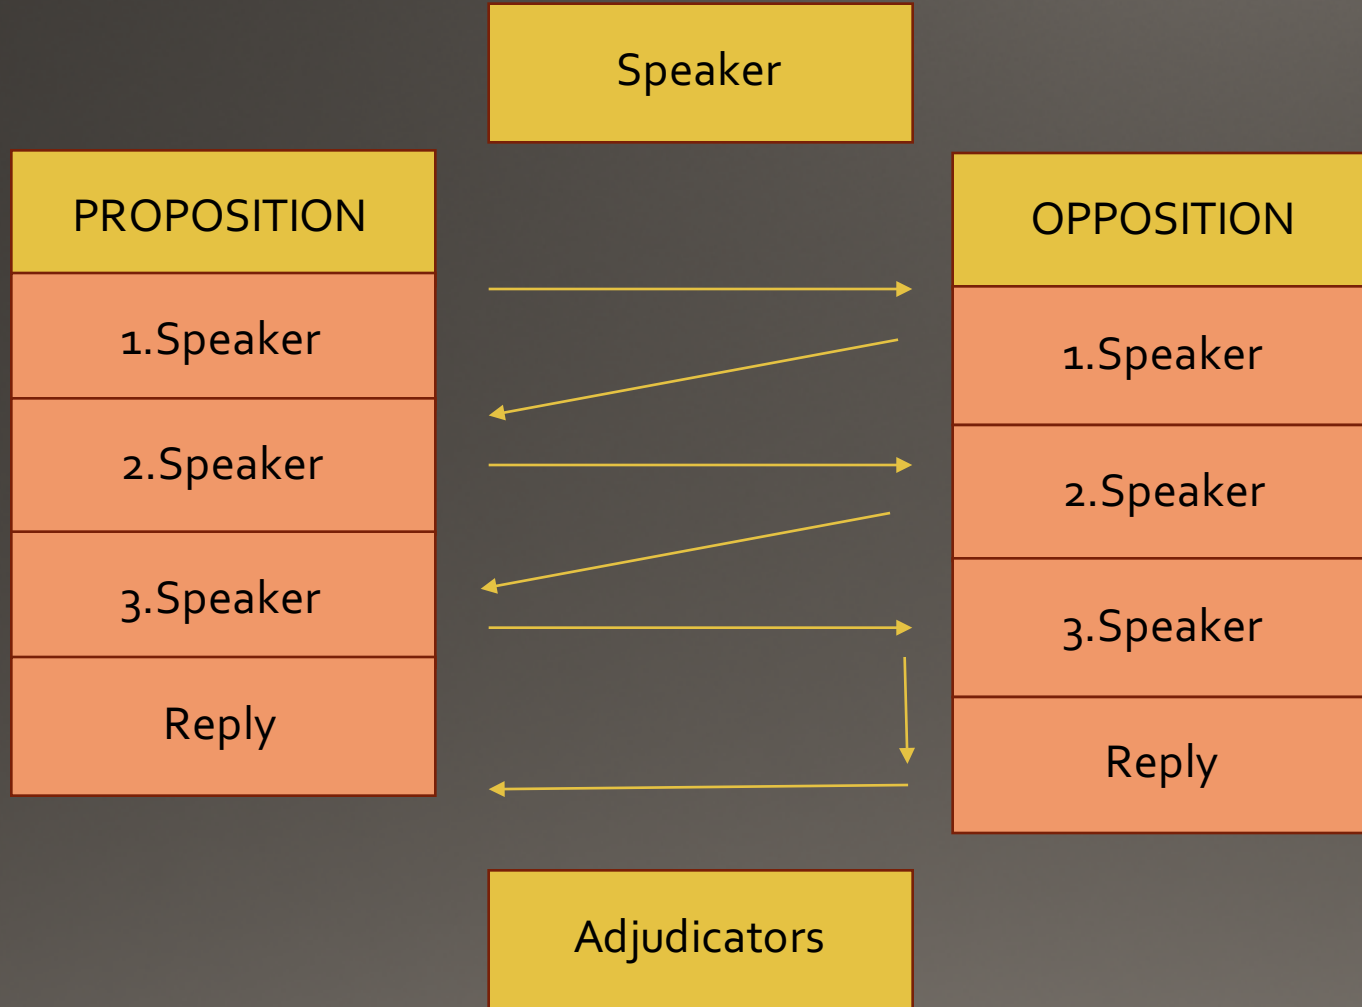 Speaker
PROPOSITION
1.Speaker
2.Speaker
3.Speaker
Reply
OPPOSITION
1.Speaker
2.Speaker
3.Speaker
Reply
Adjudicators